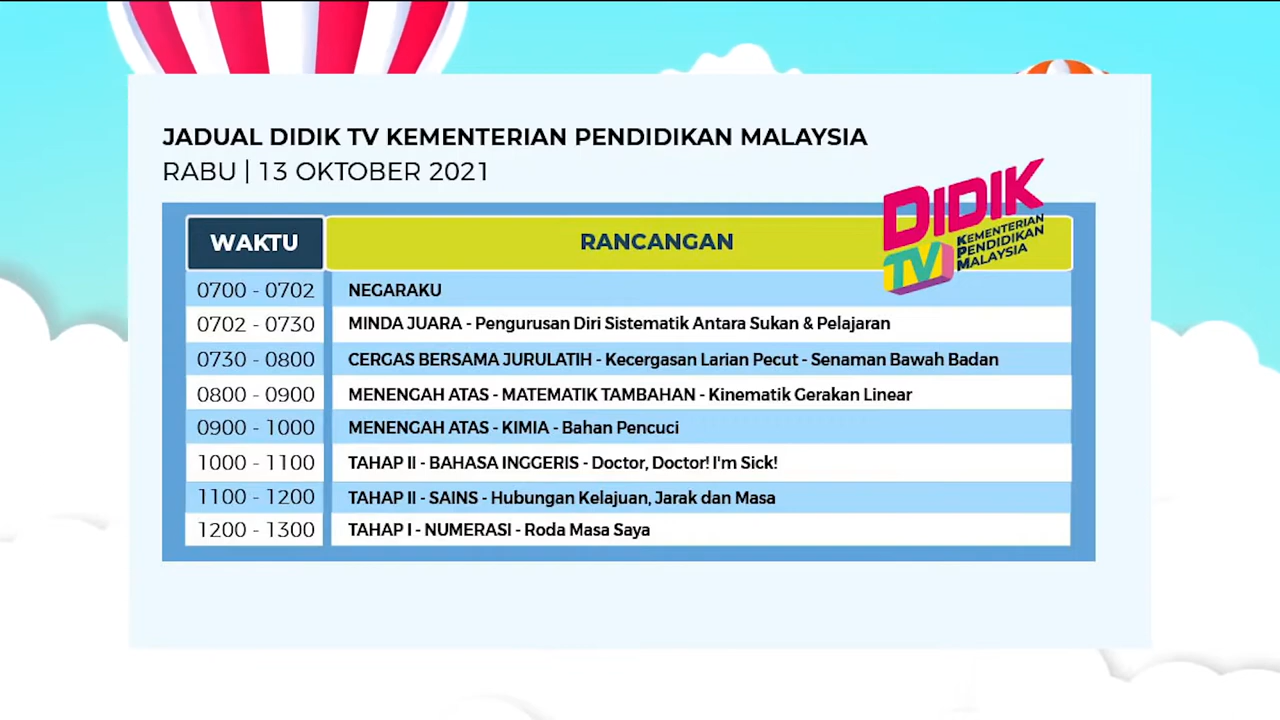 JADUAL DIDIK TV KEMENTERIAN PENDIDIKAN MALAYSIA
RABU | 13 OKTOBER 2021
DIDIK
TV KEMENTERIAN
PENDIDIKAN
MALAYSIA
WAKTU RANCANGAN
0700 - 0702 NEGARAKU
0702 - 0730 MINDA JUARA - Pengurusan Diri Sistematik Antara Sukan & Pelajaran
0730 - 0800 CERGAS BERSAMA JURULATIH - Kecergasan Larian Pecut - Senaman Bawah Badan
0800 - 0900 MENENGAH ATAS - MATEMATIK TAMBAHAN - Kinematik Gerakan Linear
0900 - 1000 MENENGAH ATAS - KIMIA - Bahan Pencuci
1000 - 1100 TAHAP II - BAHASA INGGERIS - Doctor, Doctor! I'm Sick!
1100 - 1200 TAHAP II - SAINS - Hubungan Kelajuan, Jarak dan Masa
1200 - 1300 TAHAP I - NUMERASI - Roda Masa Saya